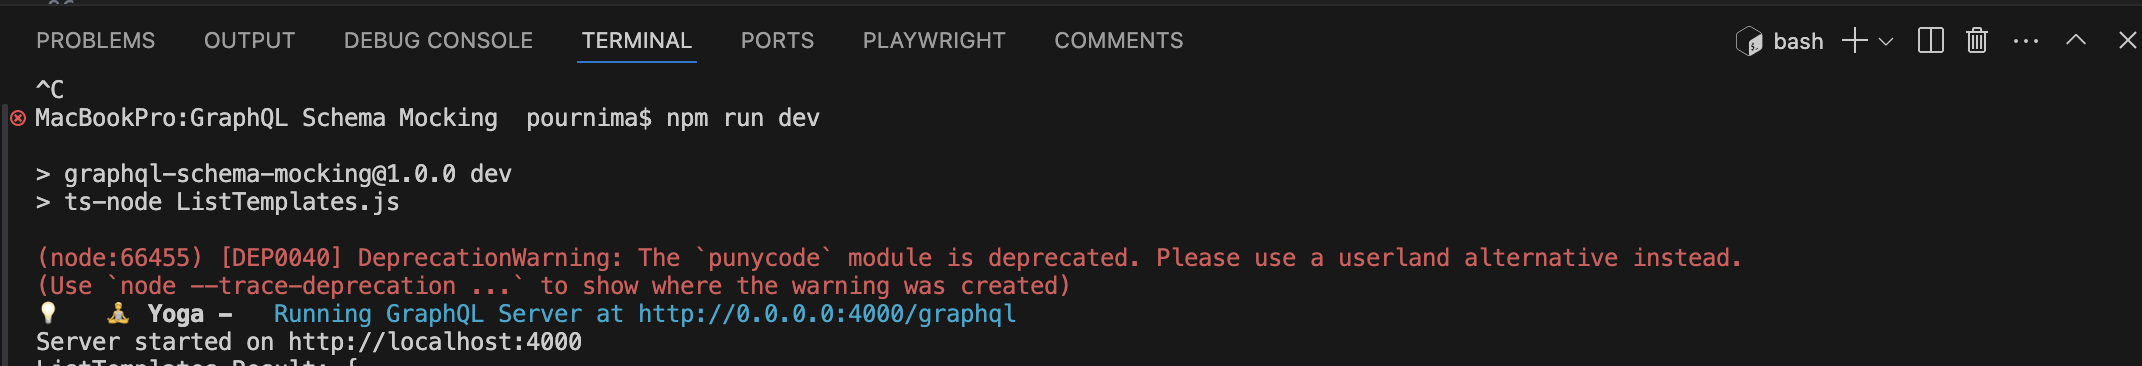 PROBLEMS OUTPUT DEBUG CONSOLE TERMINAL PORTS PLAYWRIGHT COMMENTS bash
^C
MacBookPro:GraphQL Schema Mocking  pournima$ npm run dev
> graphql-schema-mocking@1.0.0 dev
> ts-node ListTemplates.js
(node:66455) [DEP0040] DeprecationWarning: The `punycode` module is deprecated. Please use a userland alternative instead.
(Use `node --trace-deprecation ...` to show where the warning was created)
💡 🧘 Yoga -   Running GraphQL Server at http://0.0.0.0:4000/graphql
Server started on http://localhost:4000
ListTemplates Result: {